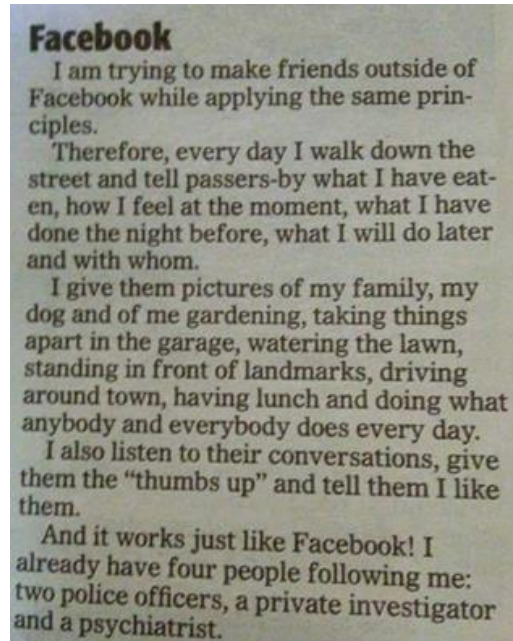 Facebook
I am trying to make friends outside of
Facebook while applying the same prin-
ciples.
Therefore, every day I walk down the
street and tell passers-by what I have eat-
en, how I feel at the moment, what I have
done the night before, what I will do later
and with whom.
I give them pictures of my family, my
dog and of me gardening, taking things
apart in the garage, watering the lawn,
standing in front of landmarks, driving
around town, having lunch and doing what
anybody and everybody does every day.
I also listen to their conversations, give
them the “thumbs up” and tell them I like
them.
And it works just like Facebook! I
already have four people following me:
two police officers, a private investigator
and a psychiatrist.